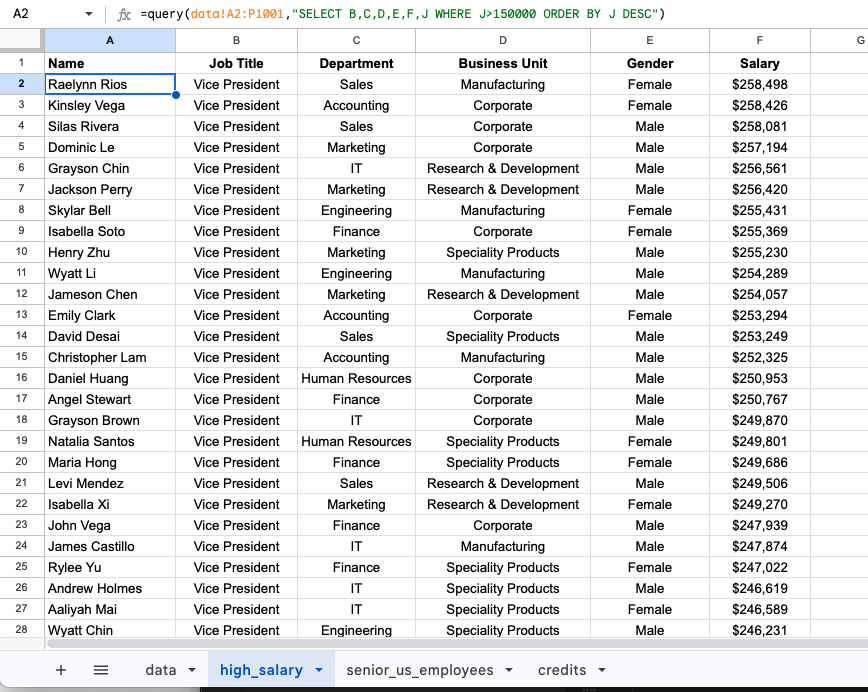 A2 fx =query(data!A2:P1001,"SELECT B,C,D,E,F,J WHERE J>150000 ORDER BY J DESC")
A B C D E F G
1 Name Job Title Department Business Unit Gender Salary
2 Raelynn Rios Vice President Sales Manufacturing Female $258,498
3 Kinsley Vega Vice President Accounting Corporate Female $258,426
4 Silas Rivera Vice President Sales Corporate Male $258,081
5 Dominic Le Vice President Marketing Corporate Male $257,194
6 Grayson Chin Vice President IT Research & Development Male $256,561
7 Jackson Perry Vice President Marketing Research & Development Male $256,420
8 Skylar Bell Vice President Engineering Manufacturing Female $255,431
9 Isabella Soto Vice President Finance Corporate Female $255,369
10 Henry Zhu Vice President Marketing Speciality Products Male $255,230
11 Wyatt Li Vice President Engineering Manufacturing Male $254,289
12 Jameson Chen Vice President Marketing Research & Development Male $254,057
13 Emily Clark Vice President Accounting Corporate Female $253,294
14 David Desai Vice President Sales Speciality Products Male $253,249
15 Christopher Lam Vice President Accounting Manufacturing Male $252,325
16 Daniel Huang Vice President Human Resources Corporate Male $250,953
17 Angel Stewart Vice President Finance Corporate Male $250,767
18 Grayson Brown Vice President IT Corporate Male $249,870
19 Natalia Santos Vice President Human Resources Speciality Products Female $249,801
20 Maria Hong Vice President Finance Speciality Products Female $249,686
21 Levi Mendez Vice President Sales Research & Development Male $249,506
22 Isabella Xi Vice President Marketing Research & Development Female $249,270
23 John Vega Vice President Finance Corporate Male $247,939
24 James Castillo Vice President IT Manufacturing Male $247,874
25 Rylee Yu Vice President Finance Speciality Products Female $247,022
26 Andrew Holmes Vice President IT Speciality Products Male $246,619
27 Aaliyah Mai Vice President IT Speciality Products Female $246,589
28 Wyatt Chin Vice President Engineering Speciality Products Male $246,231
data high_salary senior_us_employees credits